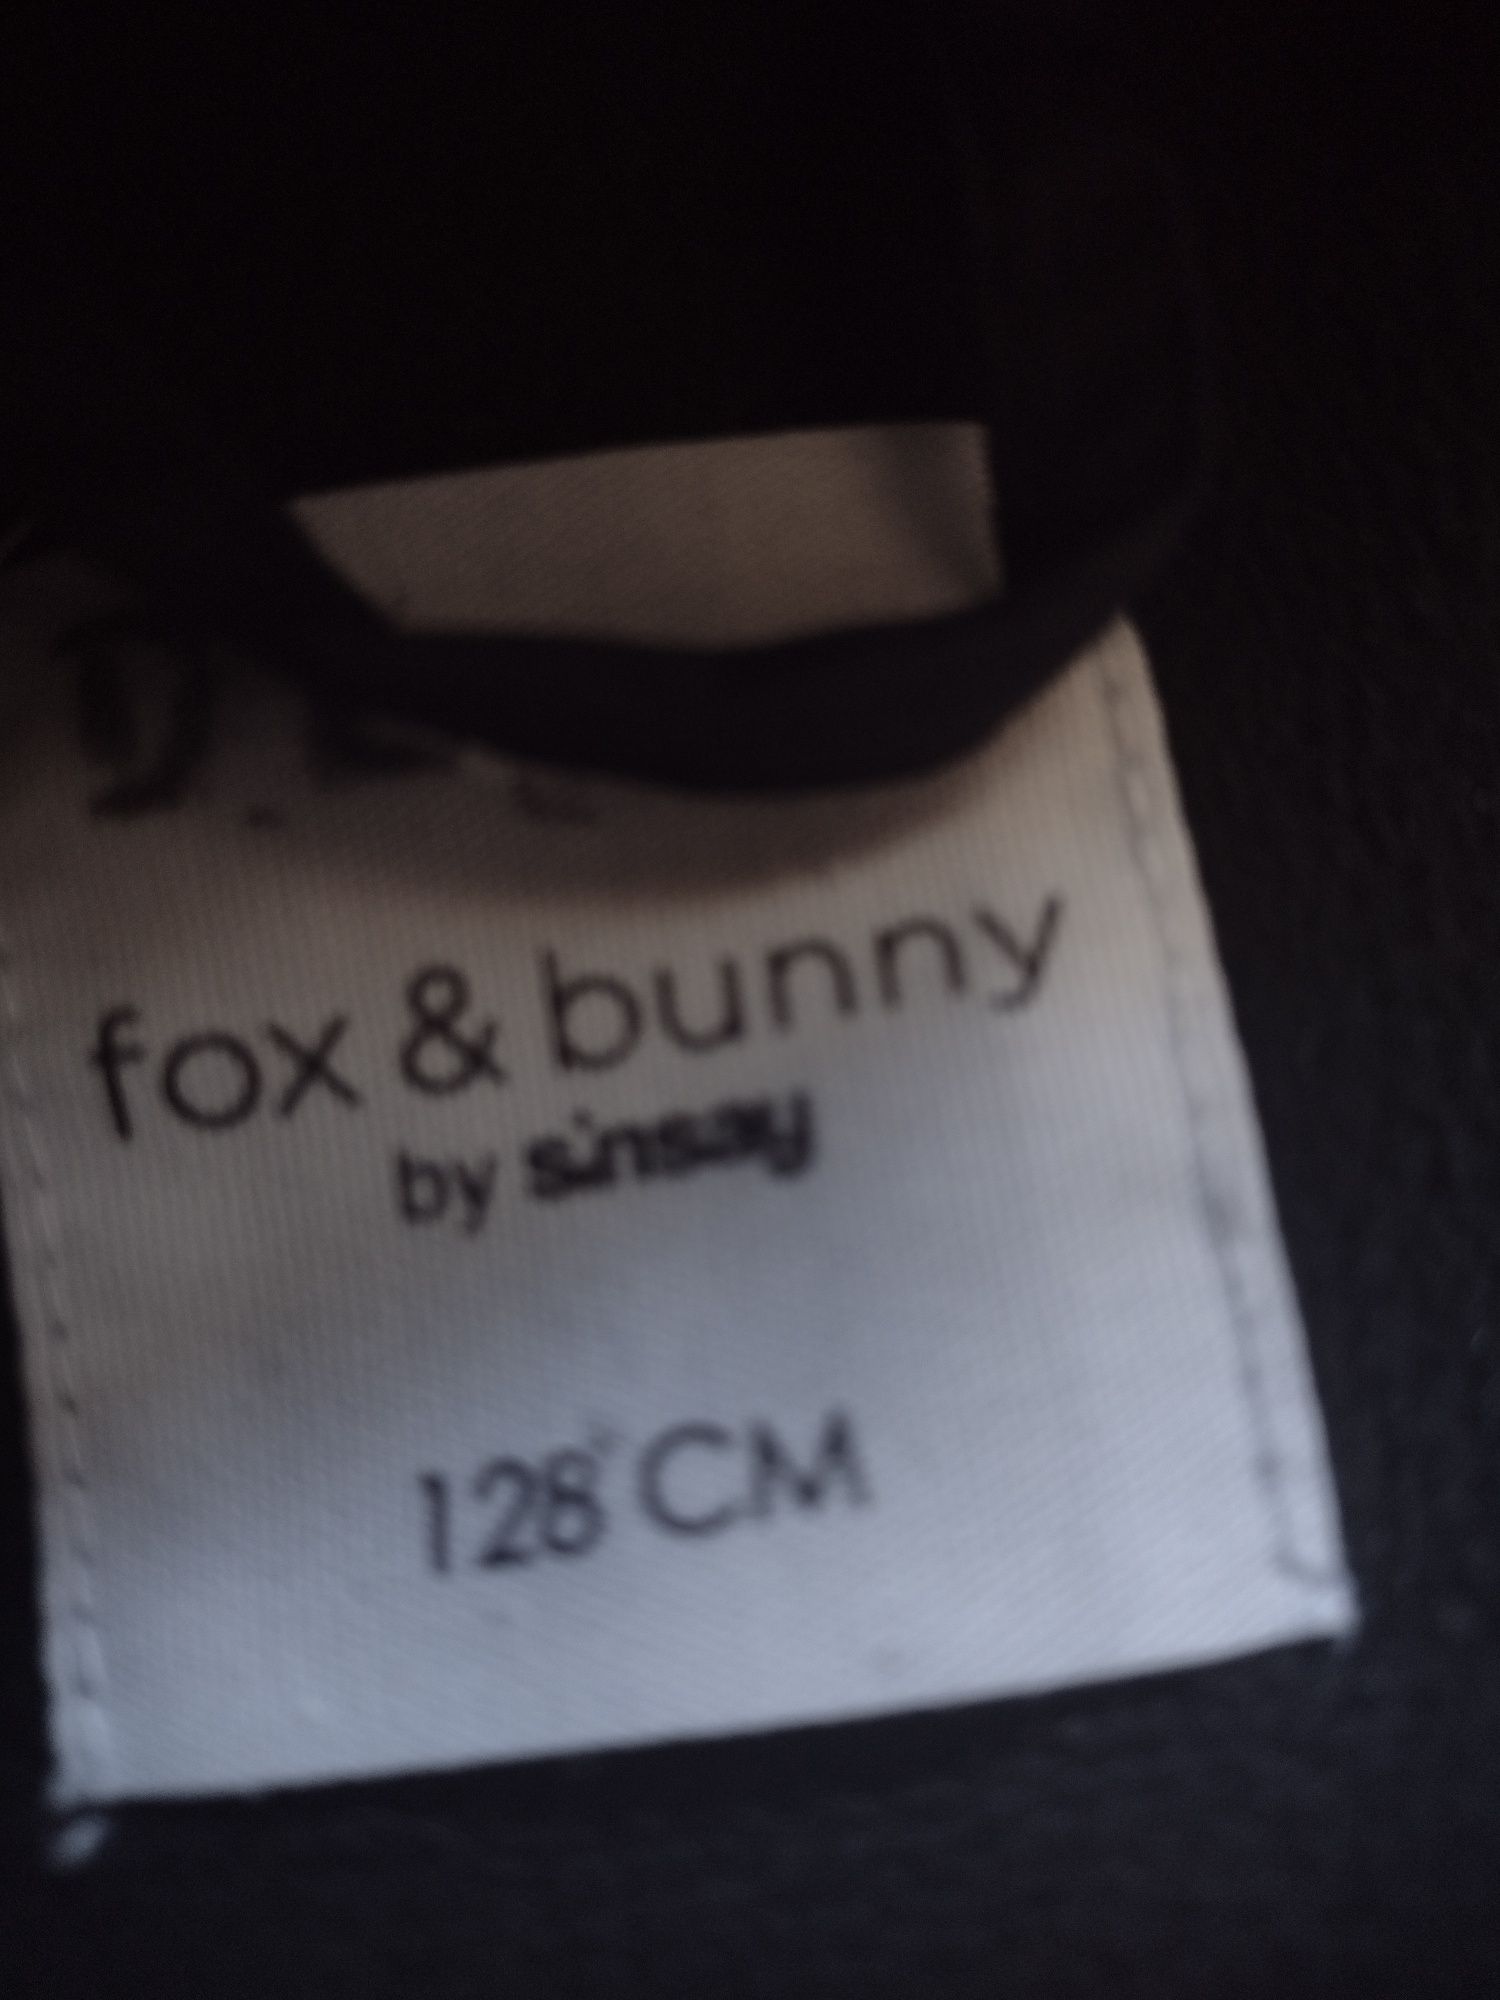 fox & bunny
by sinsay
128 CM